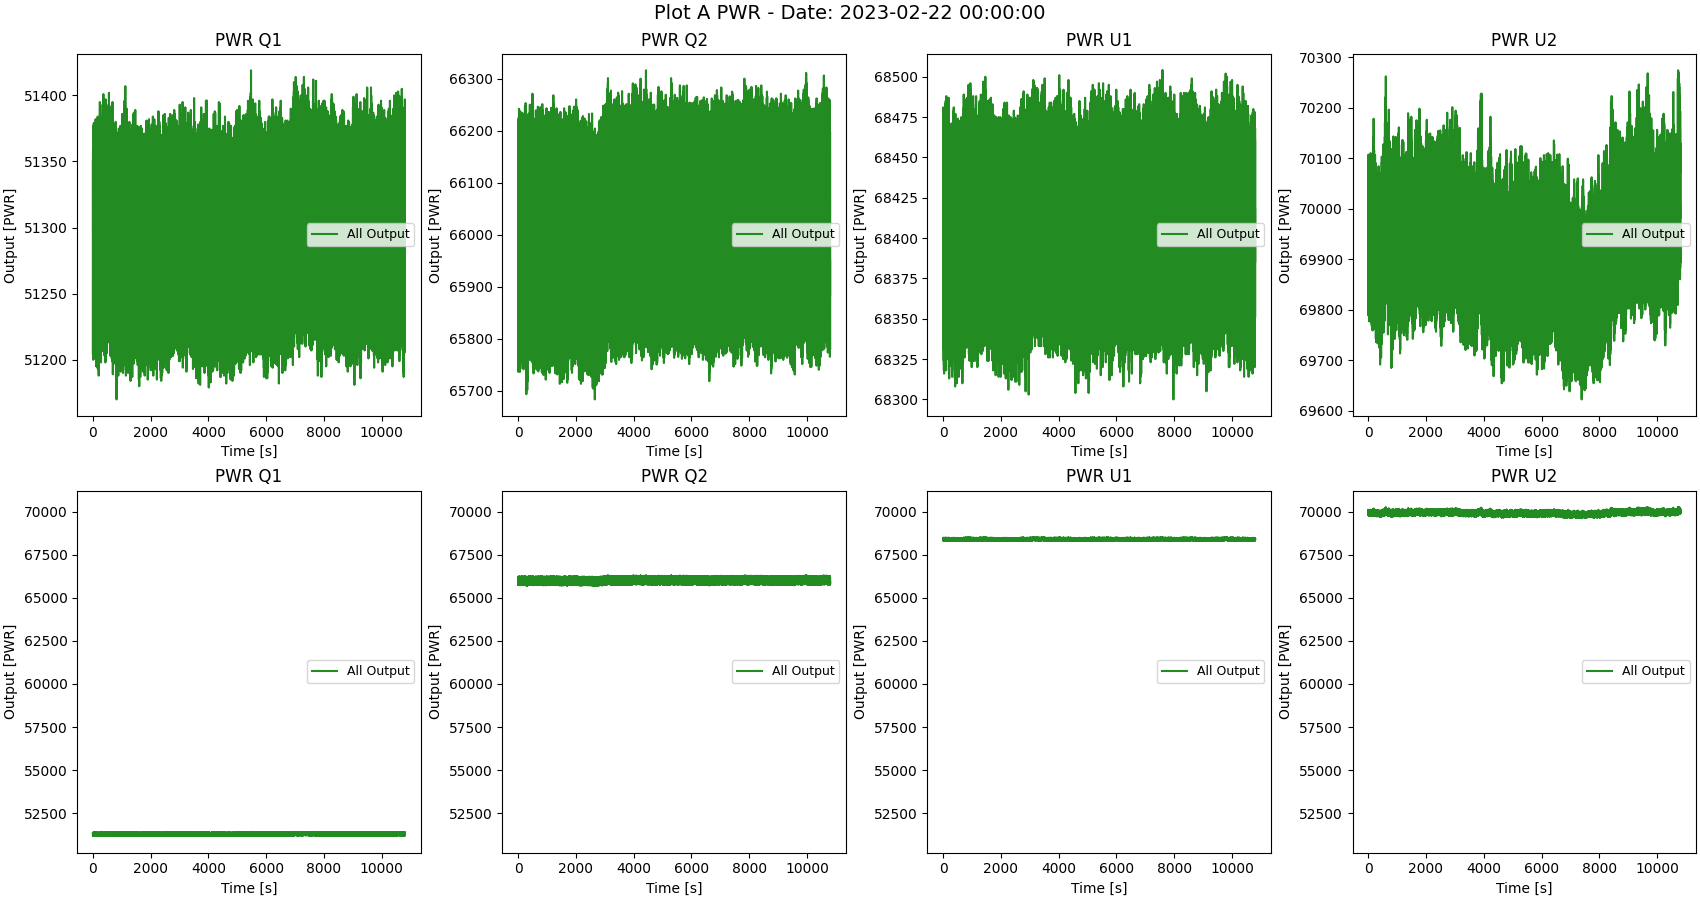 Plot A PWR - Date: 2023-02-22 00:00:00
PWR Q1
Output [PWR]
51400
51350
51300
51250
51200
All Output
0 2000 4000 6000 8000 10000
Time [s]
PWR Q2
Output [PWR]
66300
66200
66100
66000
65900
65800
65700
All Output
0 2000 4000 6000 8000 10000
Time [s]
PWR U1
Output [PWR]
68500
68475
68450
68425
68400
68375
68350
68325
68300
All Output
0 2000 4000 6000 8000 10000
Time [s]
PWR U2
Output [PWR]
70300
70200
70100
70000
69900
69800
69700
69600
All Output
0 2000 4000 6000 8000 10000
Time [s]
PWR Q1
Output [PWR]
70000
67500
65000
62500
60000
57500
55000
52500
All Output
0 2000 4000 6000 8000 10000
Time [s]
PWR Q2
Output [PWR]
70000
67500
65000
62500
60000
57500
55000
52500
All Output
0 2000 4000 6000 8000 10000
Time [s]
PWR U1
Output [PWR]
70000
67500
65000
62500
60000
57500
55000
52500
All Output
0 2000 4000 6000 8000 10000
Time [s]
PWR U2
Output [PWR]
70000
67500
65000
62500
60000
57500
55000
52500
All Output
0 2000 4000 6000 8000 10000
Time [s]